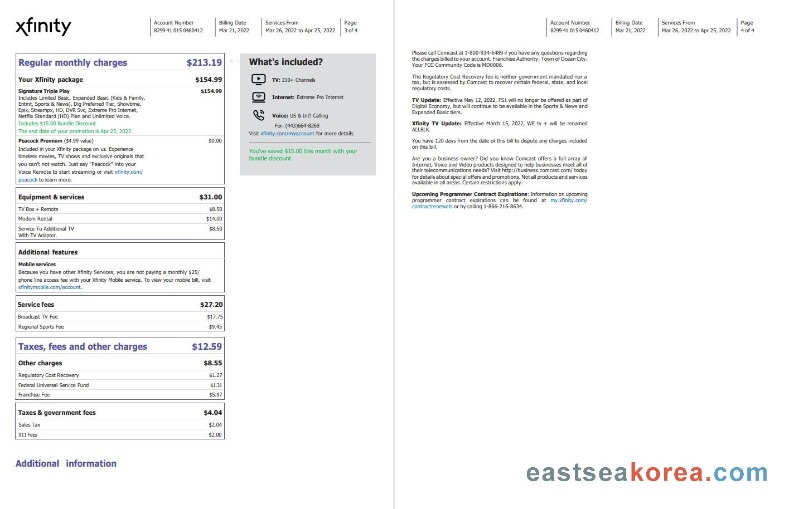 xfinity
Account Number
8299 41 015 0460412
Billing Date
Mar 21, 2022
Services From
Mar 26, 2022 to Apr 25, 2022
Page
3 of 4
Regular monthly charges $213.19
Your Xfinity package $154.99
Signature Triple Play $154.99
Includes Limited Basic, Expanded Basic (Kids & Family,
Entmt, Sports & News), Dig Preferred Tier, Showtime,
Epix, Streampix, HD, DVR Svc, Extreme Pro Internet,
Netflix Standard (HD) Plan and Unlimited Voice.
Includes $15.00 Bundle Discount
The end date of your promotion is Apr 25, 2022.
Peacock Premium ($4.99 value) $0.00
Included in your Xfinity package on us. Experience
timeless movies, TV shows and exclusive originals that
you can't not watch. Just say "Peacock" into your
Voice Remote to start streaming or visit xfinity.com/
peacock to learn more.
Equipment & services $31.00
TV Box + Remote $8.50
Modem Rental $14.00
Service To Additional TV $8.50
With TV Adapter.
Additional features
Mobile services
Because you have other Xfinity Services, you are not paying a monthly $25/
phone line access fee with your Xfinity Mobile service. To view your mobile bill, visit
xfinitymobile.com/account.
Service fees $27.20
Broadcast TV Fee $17.75
Regional Sports Fee $9.45
Taxes, fees and other charges $12.59
Other charges $8.55
Regulatory Cost Recovery $1.27
Federal Universal Service Fund $1.31
Franchise Fee $5.97
Taxes & government fees $4.04
Sales Tax $2.04
911 Fees $2.00
Additional information
What's included?
TV: 210+ Channels
Internet: Extreme Pro Internet
Voice: US & Int'l Calling
For: (443)664-8269
Visit xfinity.com/myaccount for more details
You've saved $15.00 this month with your
bundle discount.
Account Number
8299 41 015 0460412
Billing Date
Mar 21, 2022
Services From
Mar 26, 2022 to Apr 25, 2022
Page
4 of 4
Please call Comcast at 1-800-934-6489 if you have any questions regarding
the charges billed to your account. Franchise Authority: Town of Ocean City.
Your FCC Community Code is MD0006.
The Regulatory Cost Recovery fee is neither government mandated nor a
tax, but is assessed by Comcast to recover certain federal, state, and local
regulatory costs.
TV Update: Effective May 12, 2022, FS1 will no longer be offered as part of
Digital Economy, but will continue to be available in the Sports & News and
Expanded Basic tiers.
Xfinity TV Update: Effective March 15, 2022, WE tv + will be renamed
ALLBLK.
You have 120 days from the date of this bill to dispute any charges included
on this bill.
Are you a business owner? Did you know Comcast offers a full array of
Internet, Voice and Video products designed to help businesses meet all of
their telecommunications needs? Visit http://business.comcast.com/ today
for details about special offers and promotions. Not all products and services
available in all areas. Certain restrictions apply.
Upcoming Programmer Contract Expirations: Information on upcoming
programmer contract expirations can be found at my.xfinity.com/
contractrenewals or by calling 1-866-216-8634.
eastseakorea.com